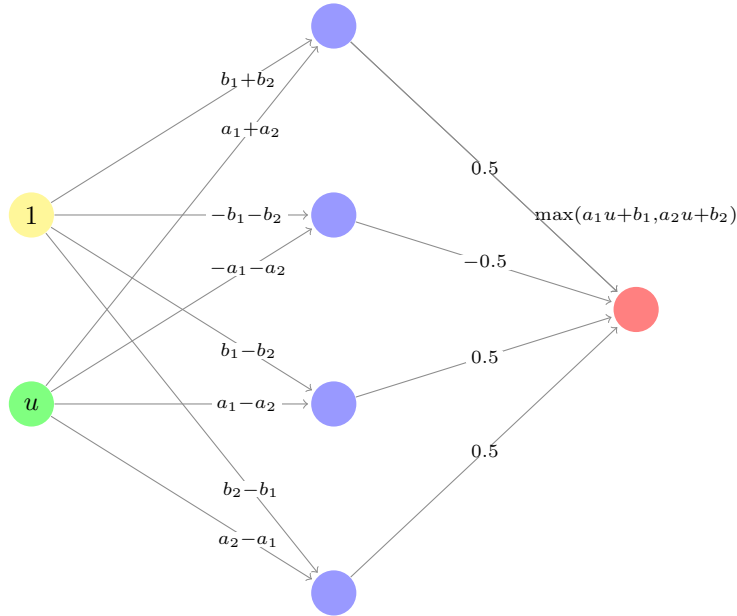 b₁+b₂
a₁+a₂
0.5
1
−b₁−b₂
max(a₁u+b₁,a₂u+b₂)
−a₁−a₂
−0.5
b₁−b₂
0.5
u
a₁−a₂
0.5
b₂−b₁
a₂−a₁